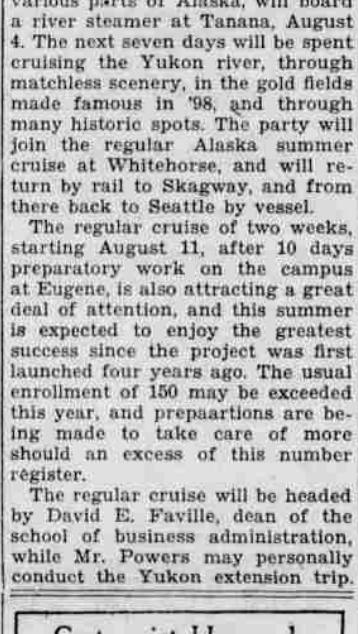 various parts of Alaska, will board
a river steamer at Tanana, August
4. The next seven days will be spent
cruising the Yukon river, through
matchless scenery, in the gold fields
made famous in '98, and through
many historic spots. The party will
join the regular Alaska summer
cruise at Whitehorse, and will re-
turn by rail to Skagway, and from
there back to Seattle by vessel.
The regular cruise of two weeks,
starting August 11, after 10 days
preparatory work on the campus
at Eugene, is also attracting a great
deal of attention, and this summer
is expected to enjoy the greatest
success since the project was first
launched four years ago. The usual
enrollment of 150 may be exceeded
this year, and prepaartions are be-
ing made to take care of more
should an excess of this number
register.
The regular cruise will be headed
by David E. Faville, dean of the
school of business administration,
while Mr. Powers may personally
conduct the Yukon extension trip.